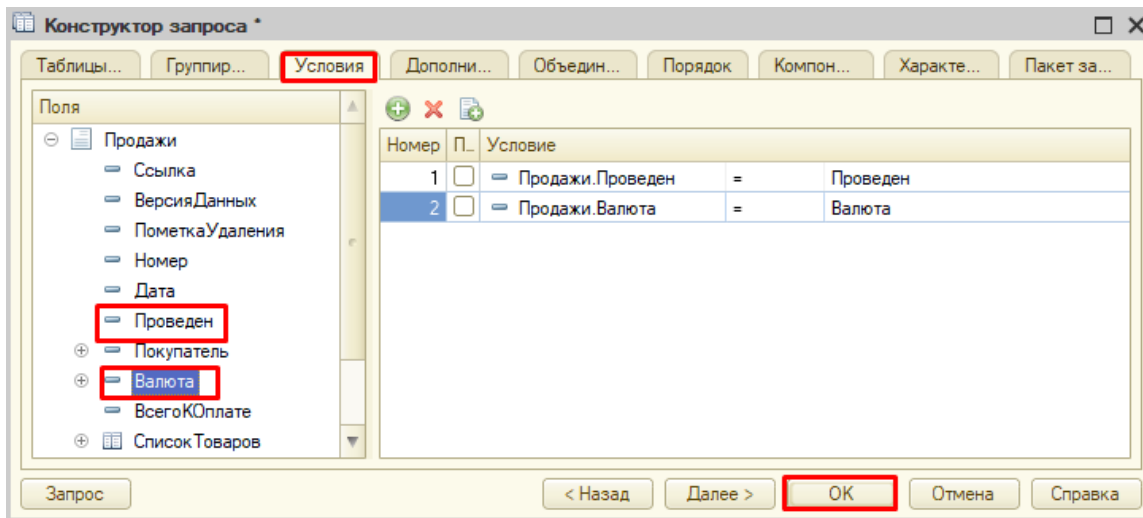 Конструктор запроса *
Таблицы... Группир... Условия Дополни... Объедин... Порядок Компон... Характе... Пакет за...
Поля
Продажи
Номер П... Условие
Ссылка
1 Продажи.Проведен = Проведен
ВерсияДанных
2 Продажи.Валюта = Валюта
ПометкаУдаления
Номер
Дата
Проведен
Покупатель
Валюта
ВсегоКОплате
СписокТоваров
Запрос < Назад Далее > ОК Отмена Справка